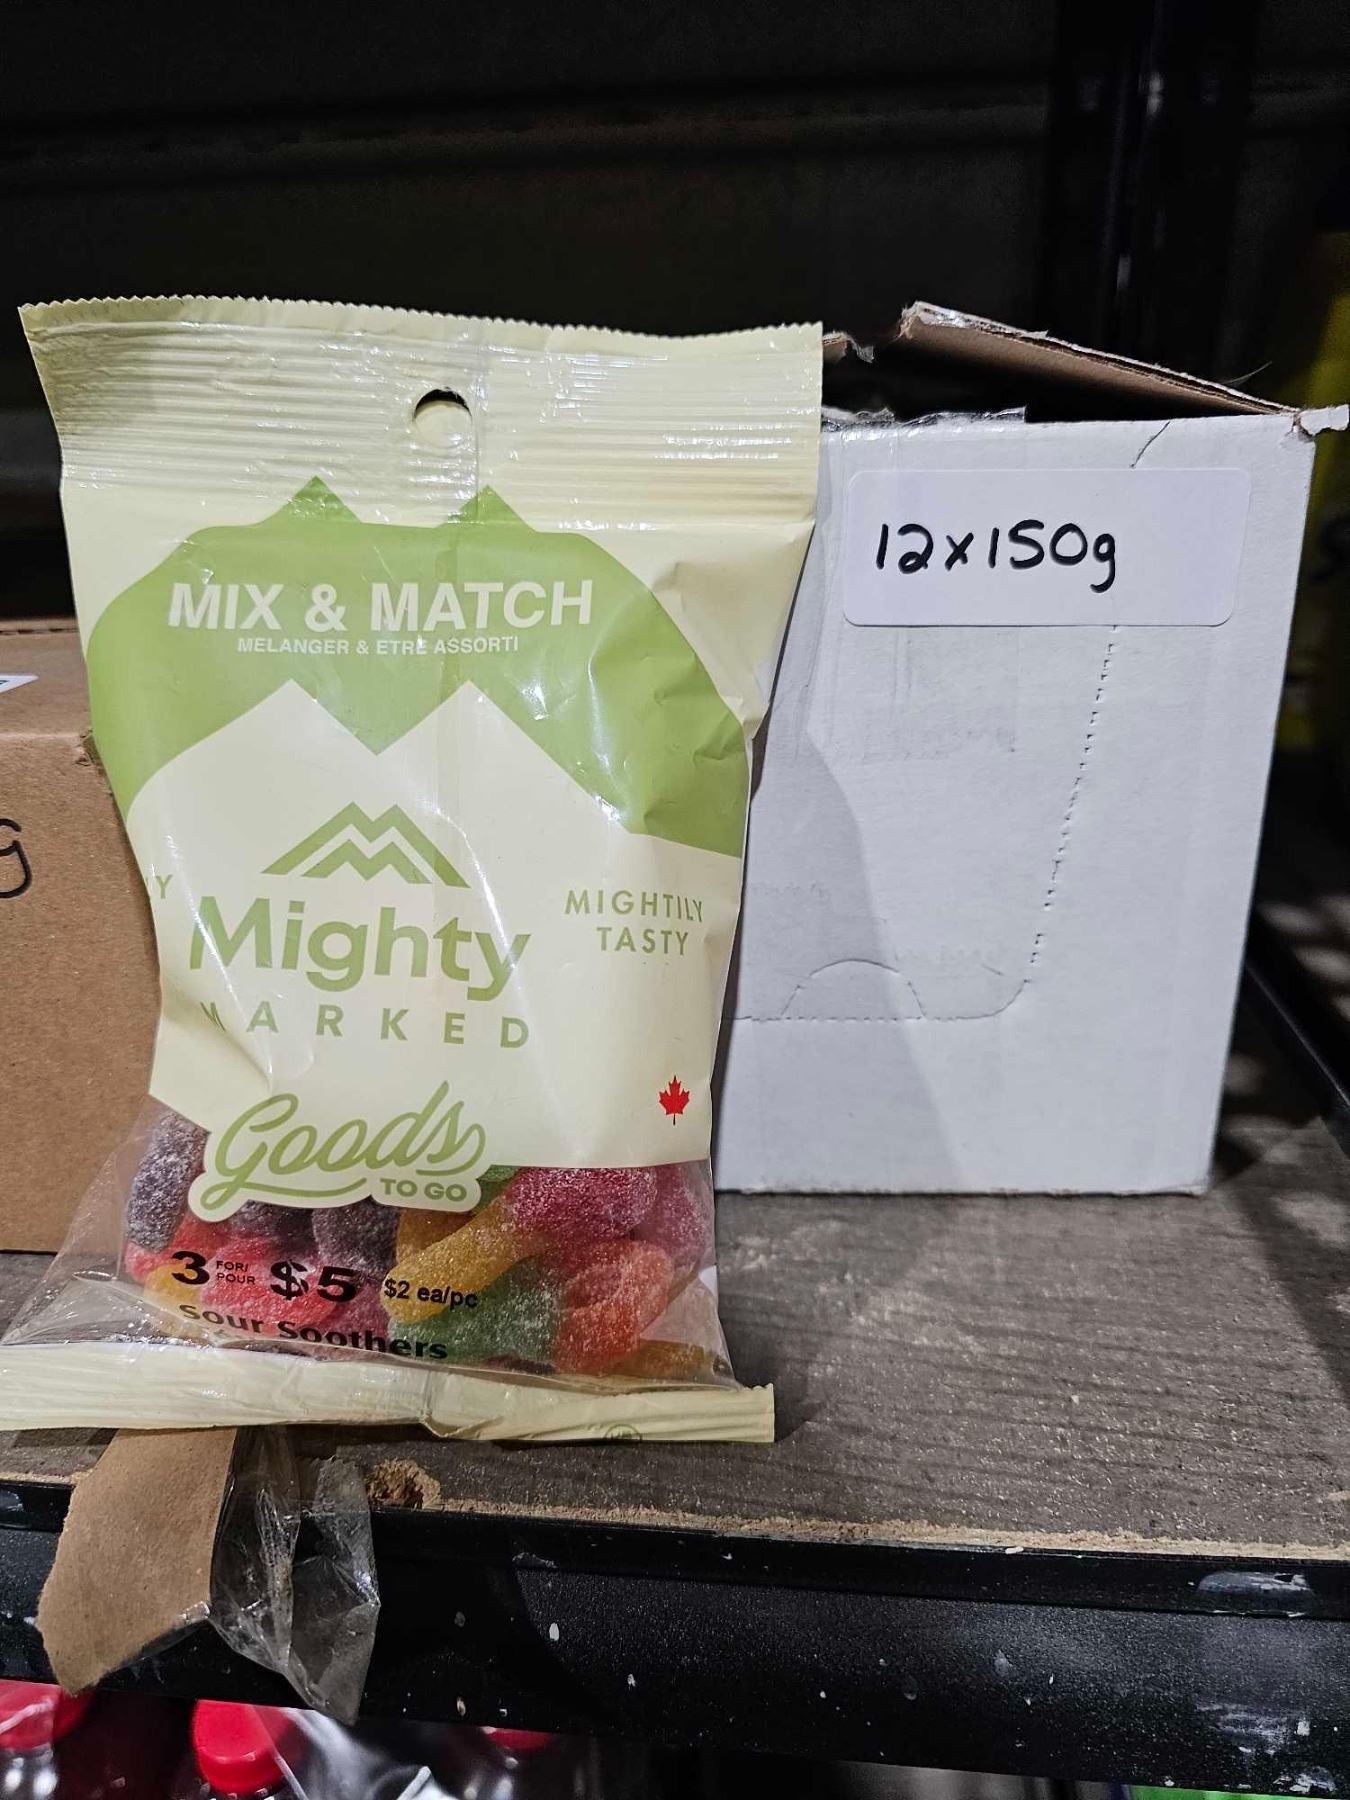 MIX & MATCH
MELANGER & ETRE ASSORTI
Mighty
MARKED
MIGHTILY
TASTY
Goods
TO GO
3 FOR/ POUR $5 $2 ea/pc
Sour Soothers
12x150g